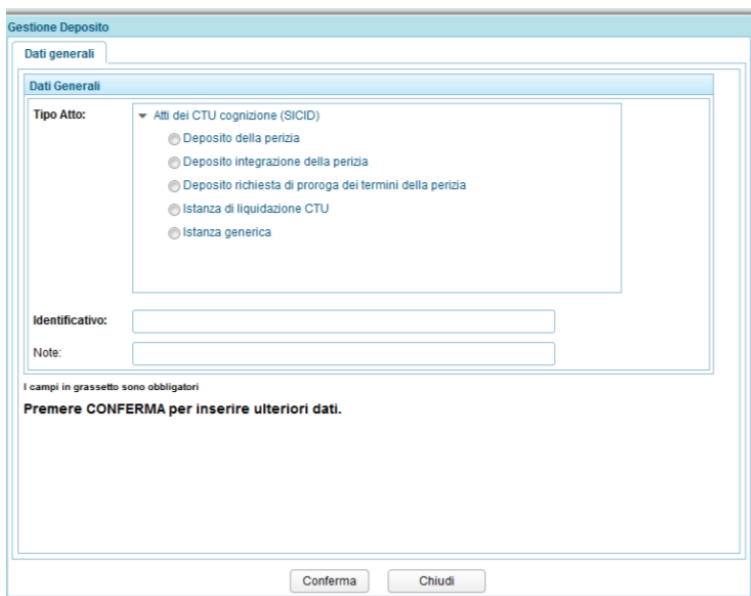 Gestione Deposito
Dati generali
Dati Generali
Tipo Atto:
Atti dei CTU cognizione (SICID)
Deposito della perizia
Deposito integrazione della perizia
Deposito richiesta di proroga dei termini della perizia
Istanza di liquidazione CTU
Istanza generica
Identificativo:
Note:
I campi in grassetto sono obbligatori
Premere CONFERMA per inserire ulteriori dati.
Conferma Chiudi